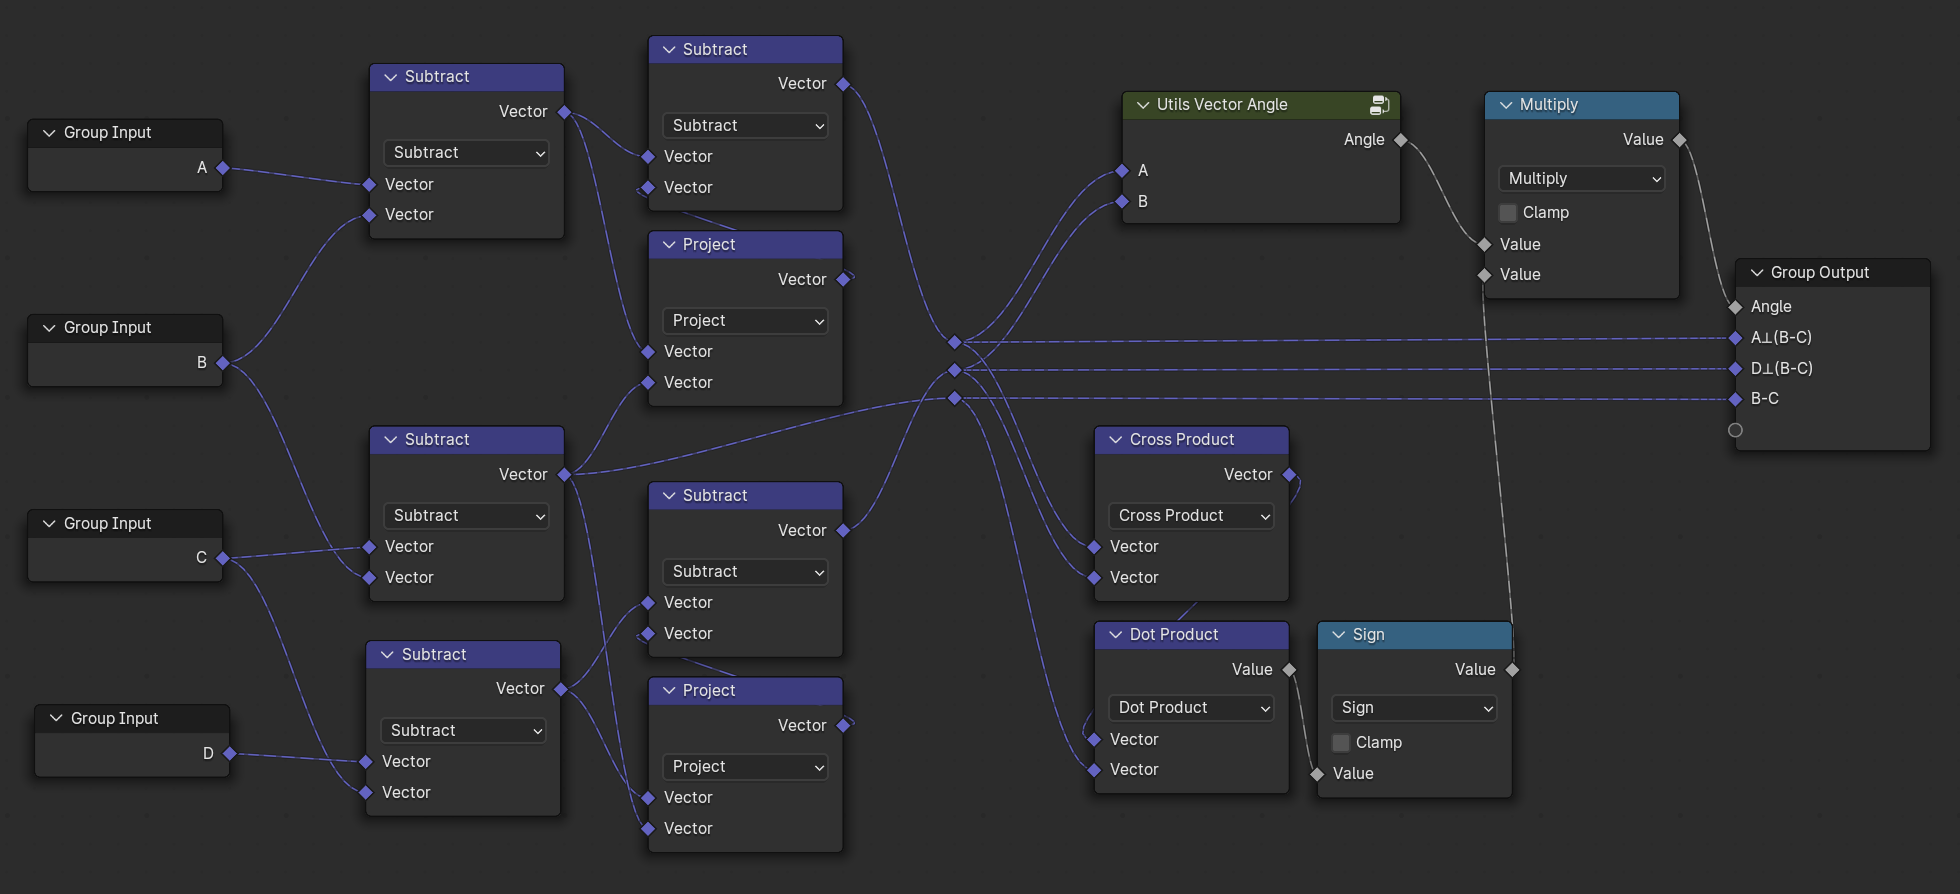 Group Input
A
Group Input
B
Group Input
C
Group Input
D
Subtract
Vector
Subtract
Vector
Vector
Subtract
Vector
Subtract
Vector
Vector
Subtract
Vector
Subtract
Vector
Vector
Subtract
Vector
Subtract
Vector
Vector
Project
Vector
Project
Vector
Vector
Subtract
Vector
Subtract
Vector
Vector
Project
Vector
Project
Vector
Vector
Utils Vector Angle
Angle
A
B
Cross Product
Vector
Cross Product
Vector
Vector
Dot Product
Value
Dot Product
Vector
Vector
Sign
Value
Sign
Clamp
Value
Multiply
Value
Multiply
Clamp
Value
Value
Group Output
Angle
A⊥(B-C)
D⊥(B-C)
B-C